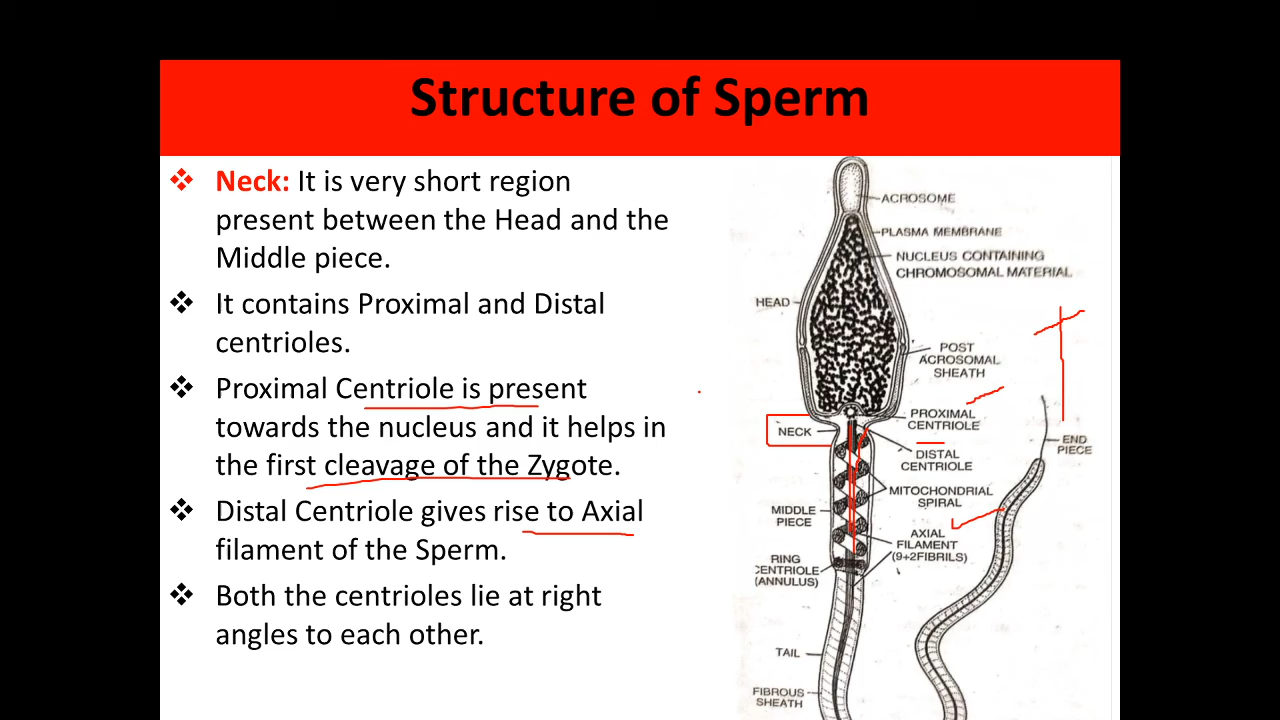 Structure of Sperm
❖ Neck: It is very short region
present between the Head and the
Middle piece.
❖ It contains Proximal and Distal
centrioles.
❖ Proximal Centriole is present
towards the nucleus and it helps in
the first cleavage of the Zygote.
❖ Distal Centriole gives rise to Axial
filament of the Sperm.
❖ Both the centrioles lie at right
angles to each other.
ACROSOME
PLASMA MEMBRANE
NUCLEUS CONTAINING
CHROMOSOMAL MATERIAL
HEAD
POST
ACROSOMAL
SHEATH
PROXIMAL
CENTRIOLE
NECK
END
PIECE
DISTAL
CENTRIOLE
MITOCHONDRIAL
SPIRAL
MIDDLE
PIECE
AXIAL
FILAMENT
(9+2FIBRILS)
RING
CENTRIOLE
(ANNULUS)
TAIL
FIBROUS
SHEATH